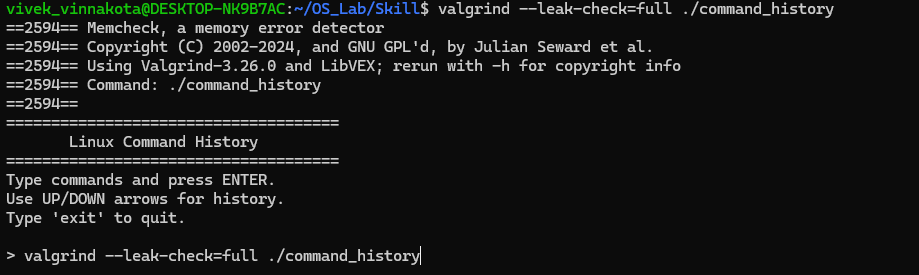 vivek_vinnakota@DESKTOP-NK9B7AC:~/OS_Lab/Skill$ valgrind --leak-check=full ./command_history
==2594== Memcheck, a memory error detector
==2594== Copyright (C) 2002-2024, and GNU GPL'd, by Julian Seward et al.
==2594== Using Valgrind-3.26.0 and LibVEX; rerun with -h for copyright info
==2594== Command: ./command_history
==2594==
=====================================
       Linux Command History
=====================================
Type commands and press ENTER.
Use UP/DOWN arrows for history.
Type 'exit' to quit.
> valgrind --leak-check=full ./command_history